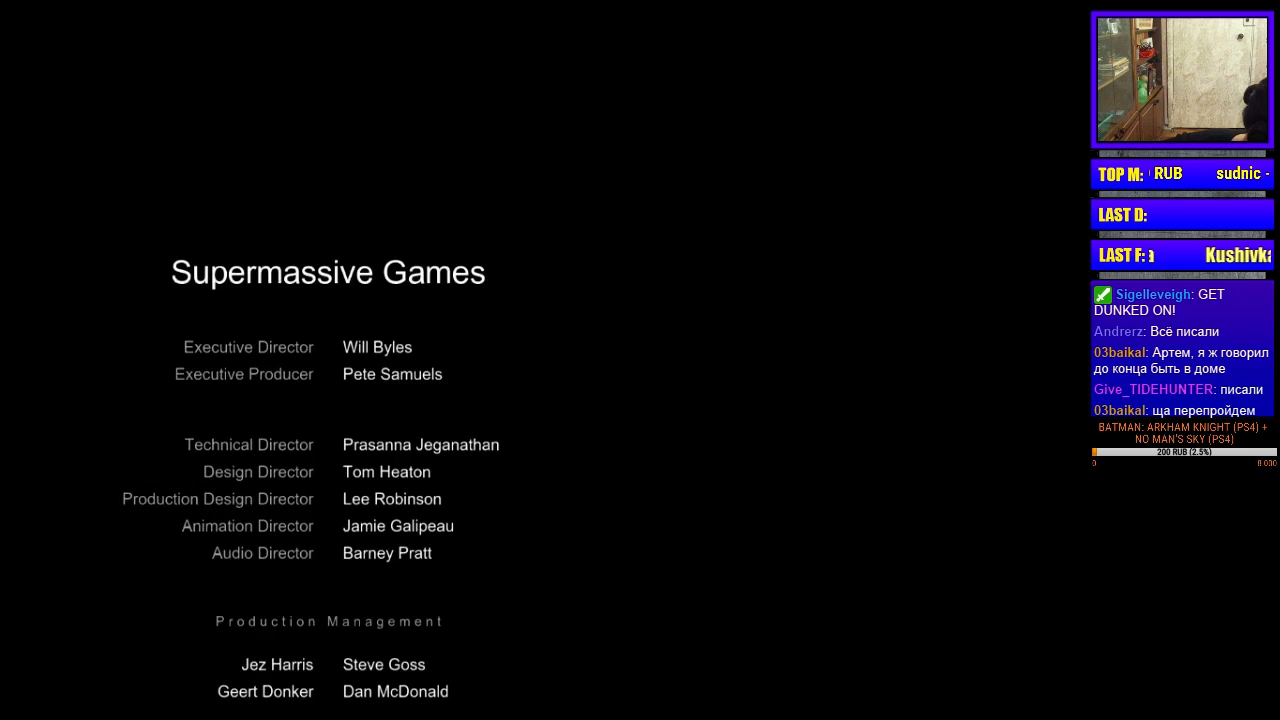 Supermassive Games
Executive Director Will Byles
Executive Producer Pete Samuels
Technical Director Prasanna Jeganathan
Design Director Tom Heaton
Production Design Director Lee Robinson
Animation Director Jamie Galipeau
Audio Director Barney Pratt
Production Management
Jez Harris Steve Goss
Geert Donker Dan McDonald
TOP M: RUB sudnic -
LAST D:
LAST F: Kushivka
Sigelleveigh: GET
DUNKED ON!
Andrerz: Всё писали
03baikal: Артем, я ж говорил
до конца быть в доме
Give_TIDEHUNTER: писали
03baikal: ща перепройдем
BATMAN: ARKHAM KNIGHT (PS4) +
NO MAN'S SKY (PS4)
200 RUB (2.5%)
0 8 000